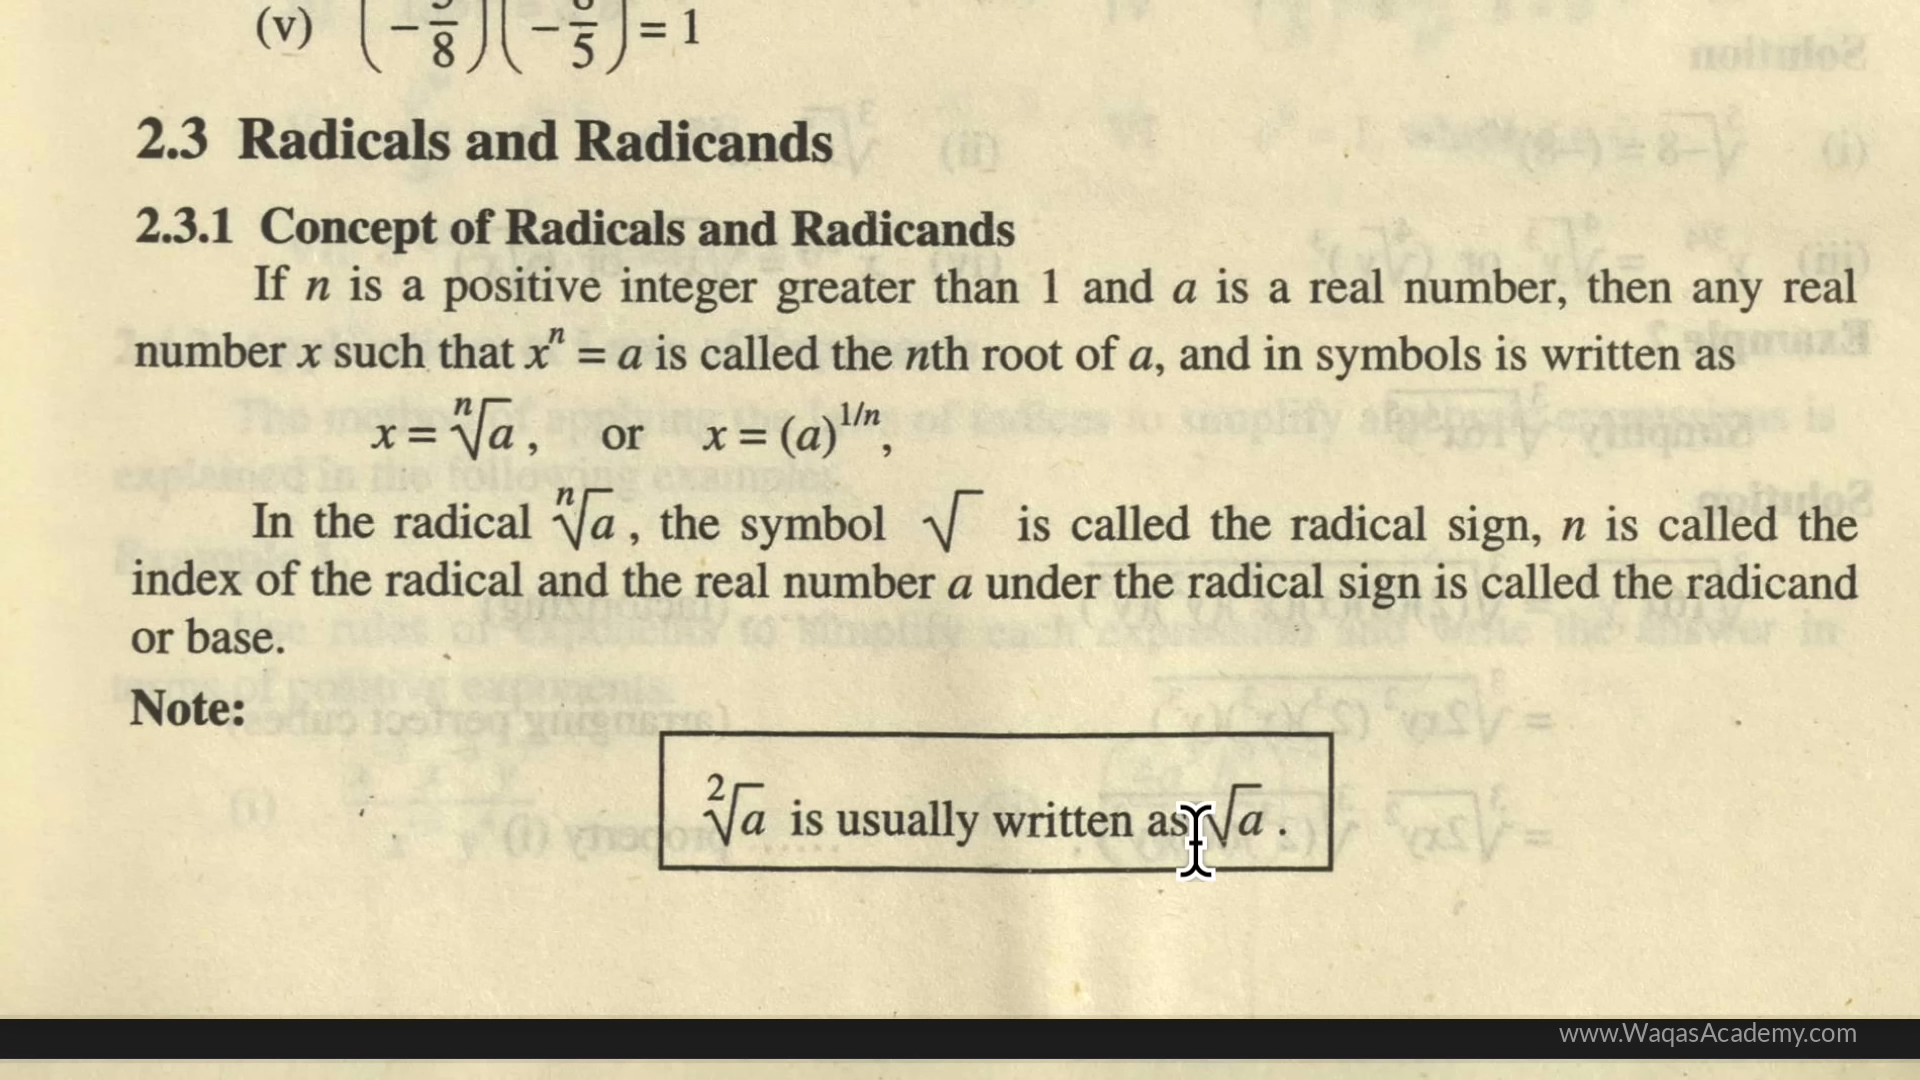 (v) (−5/8)(−8/5) = 1
2.3 Radicals and Radicands
2.3.1 Concept of Radicals and Radicands
If n is a positive integer greater than 1 and a is a real number, then any real
number x such that xⁿ = a is called the nth root of a, and in symbols is written as
x = ⁿ√a , or x = (a)^1/n,
In the radical ⁿ√a , the symbol √ is called the radical sign, n is called the
index of the radical and the real number a under the radical sign is called the radicand
or base.
Note:
²√a is usually written as √a .
www.WaqasAcademy.com